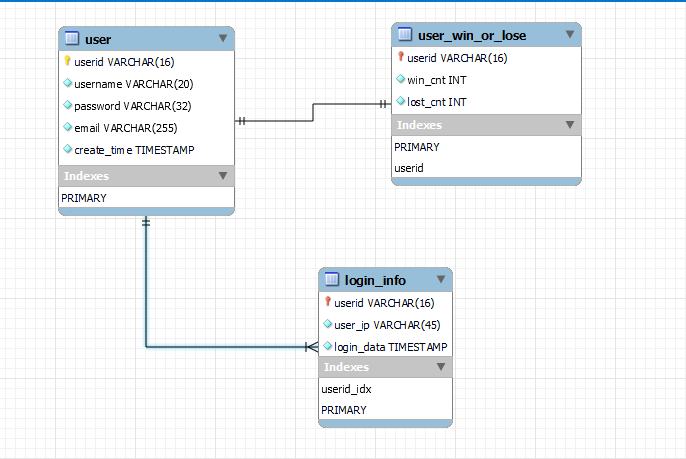 user
userid VARCHAR(16)
username VARCHAR(20)
password VARCHAR(32)
email VARCHAR(255)
create_time TIMESTAMP
Indexes
PRIMARY
user_win_or_lose
userid VARCHAR(16)
win_cnt INT
lost_cnt INT
Indexes
PRIMARY
userid
login_info
userid VARCHAR(16)
user_ip VARCHAR(45)
login_data TIMESTAMP
Indexes
userid_idx
PRIMARY